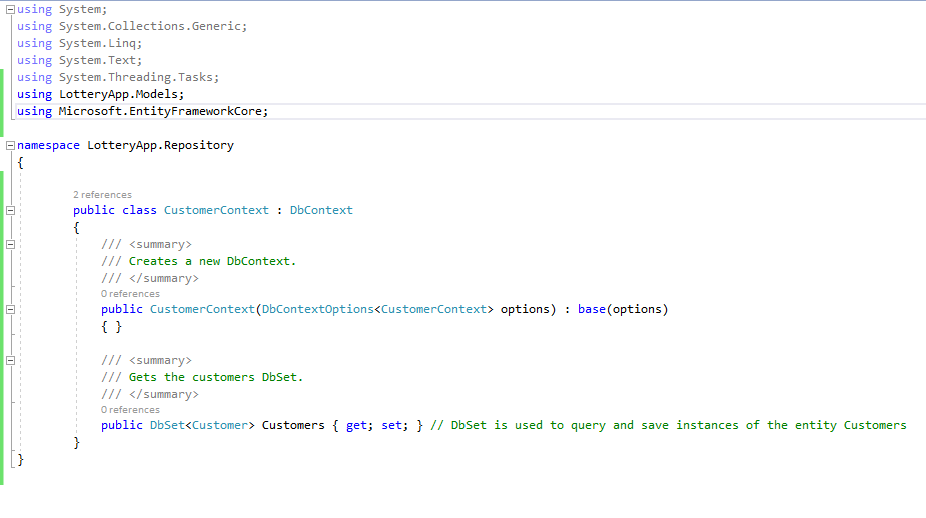 using System;
using System.Collections.Generic;
using System.Linq;
using System.Text;
using System.Threading.Tasks;
using LotteryApp.Models;
using Microsoft.EntityFrameworkCore;
namespace LotteryApp.Repository
{
2 references
public class CustomerContext : DbContext
{
/// <summary>
/// Creates a new DbContext.
/// </summary>
0 references
public CustomerContext(DbContextOptions<CustomerContext> options) : base(options)
{ }
/// <summary>
/// Gets the customers DbSet.
/// </summary>
0 references
public DbSet<Customer> Customers { get; set; } // DbSet is used to query and save instances of the entity Customers
}
}